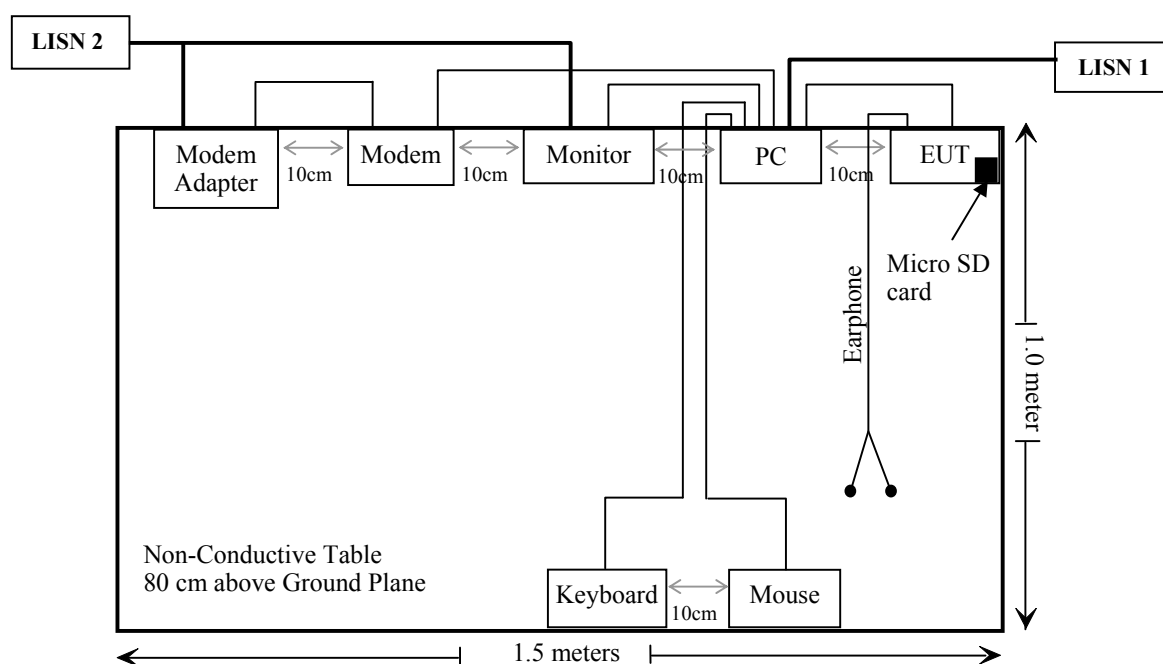 LISN 2
LISN 1
Modem
Adapter
10cm
Modem
10cm
Monitor
10cm
PC
10cm
EUT
Micro SD
card
Earphone
1.0 meter
Non-Conductive Table
80 cm above Ground Plane
Keyboard
10cm
Mouse
1.5 meters